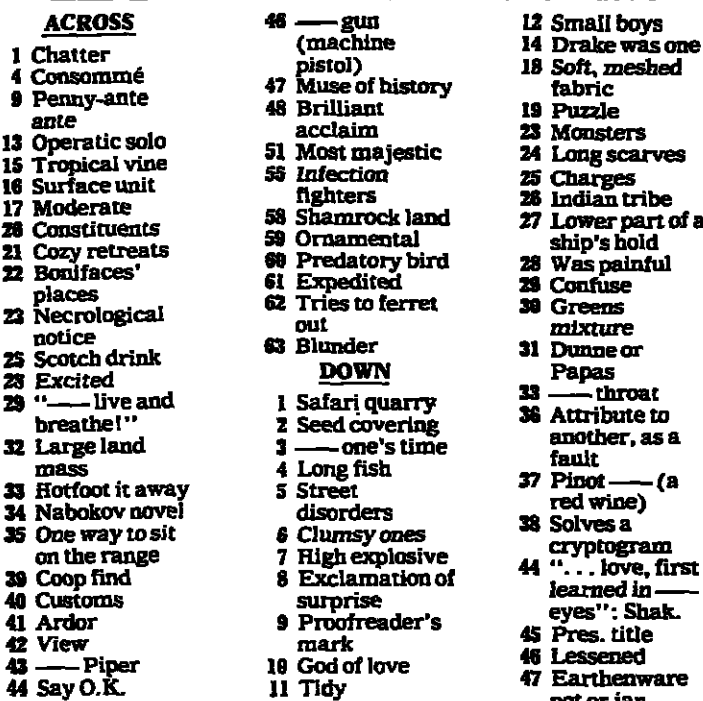 ACROSS
1 Chatter
4 Consommé
9 Penny-ante
ante
13 Operatic solo
15 Tropical vine
16 Surface unit
17 Moderate
20 Constituents
21 Cozy retreats
22 Bonifaces'
places
23 Necrological
notice
25 Scotch drink
28 Excited
29 "—— live and
breathe!"
32 Large land
mass
33 Hotfoot it away
34 Nabokov novel
35 One way to sit
on the range
39 Coop find
40 Customs
41 Ardor
42 View
43 —— Piper
44 Say O.K.
46 —— gun
(machine
pistol)
47 Muse of history
48 Brilliant
acclaim
51 Most majestic
55 Infection
fighters
58 Shamrock land
59 Ornamental
60 Predatory bird
61 Expedited
62 Tries to ferret
out
63 Blunder
DOWN
1 Safari quarry
2 Seed covering
3 —— one's time
4 Long fish
5 Street
disorders
6 Clumsy ones
7 High explosive
8 Exclamation of
surprise
9 Proofreader's
mark
10 God of love
11 Tidy
12 Small boys
14 Drake was one
18 Soft, meshed
fabric
19 Puzzle
23 Monsters
24 Long scarves
25 Charges
26 Indian tribe
27 Lower part of a
ship's hold
28 Was painful
29 Confuse
30 Greens
mixture
31 Dunne or
Papas
33 —— throat
36 Attribute to
another, as a
fault
37 Pinot —— (a
red wine)
38 Solves a
cryptogram
44 "... love, first
learned in ——
eyes": Shak.
45 Pres. title
46 Lessened
47 Earthenware
pot or jar